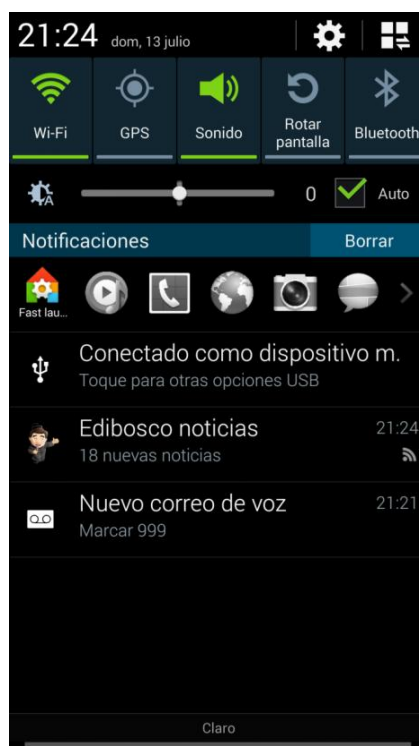 21:24 dom, 13 julio
Wi-Fi GPS Sonido Rotar pantalla Bluetooth
A 0 Auto
Notificaciones Borrar
Fast lau...
Conectado como dispositivo m.
Toque para otras opciones USB
Edibosco noticias 21:24
18 nuevas noticias
Nuevo correo de voz 21:21
Marcar 999
Claro